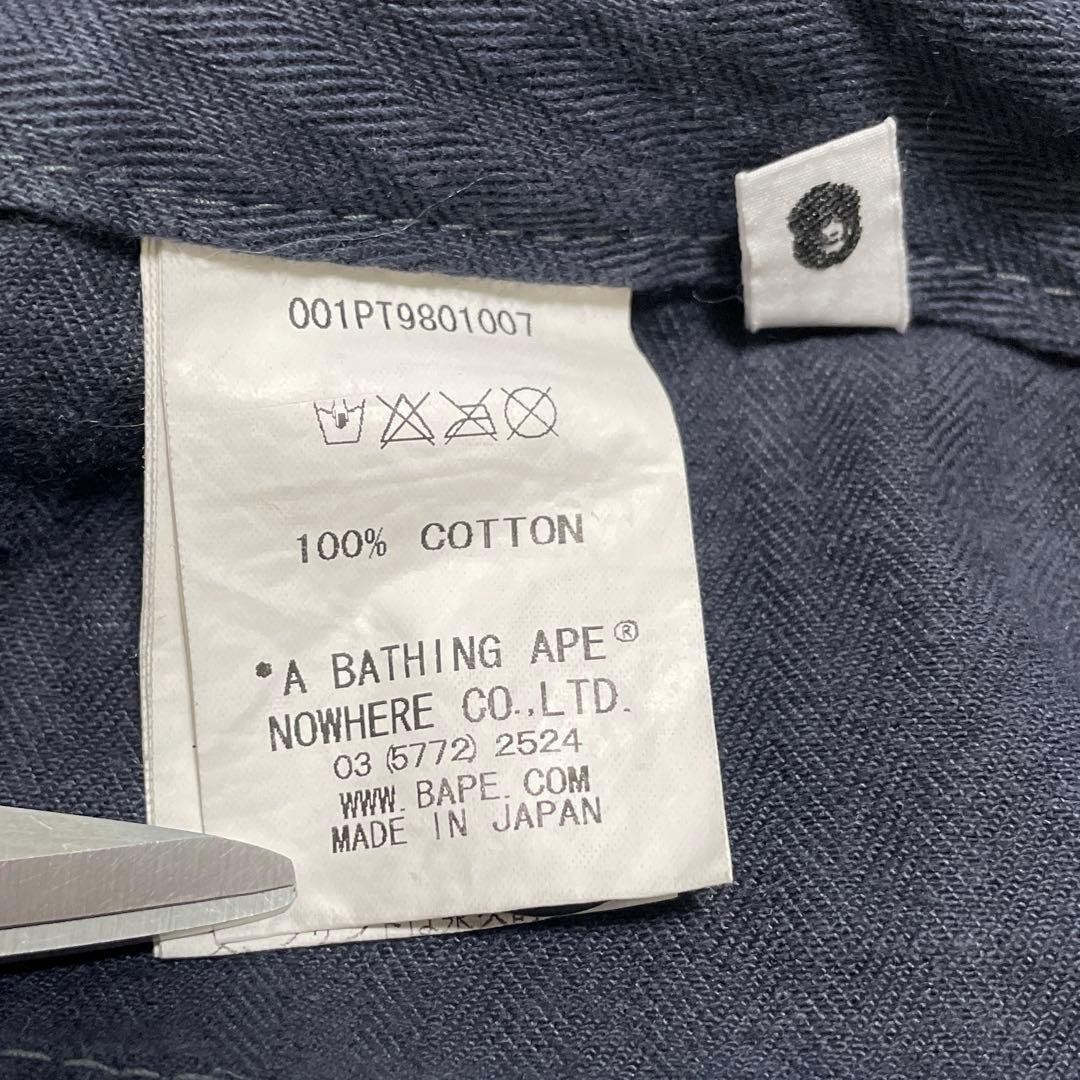 001PT9801007
100% COTTON
*A BATHING APE®
NOWHERE CO.,LTD.
03 (5772) 2524
WWW.BAPE.COM
MADE IN JAPAN